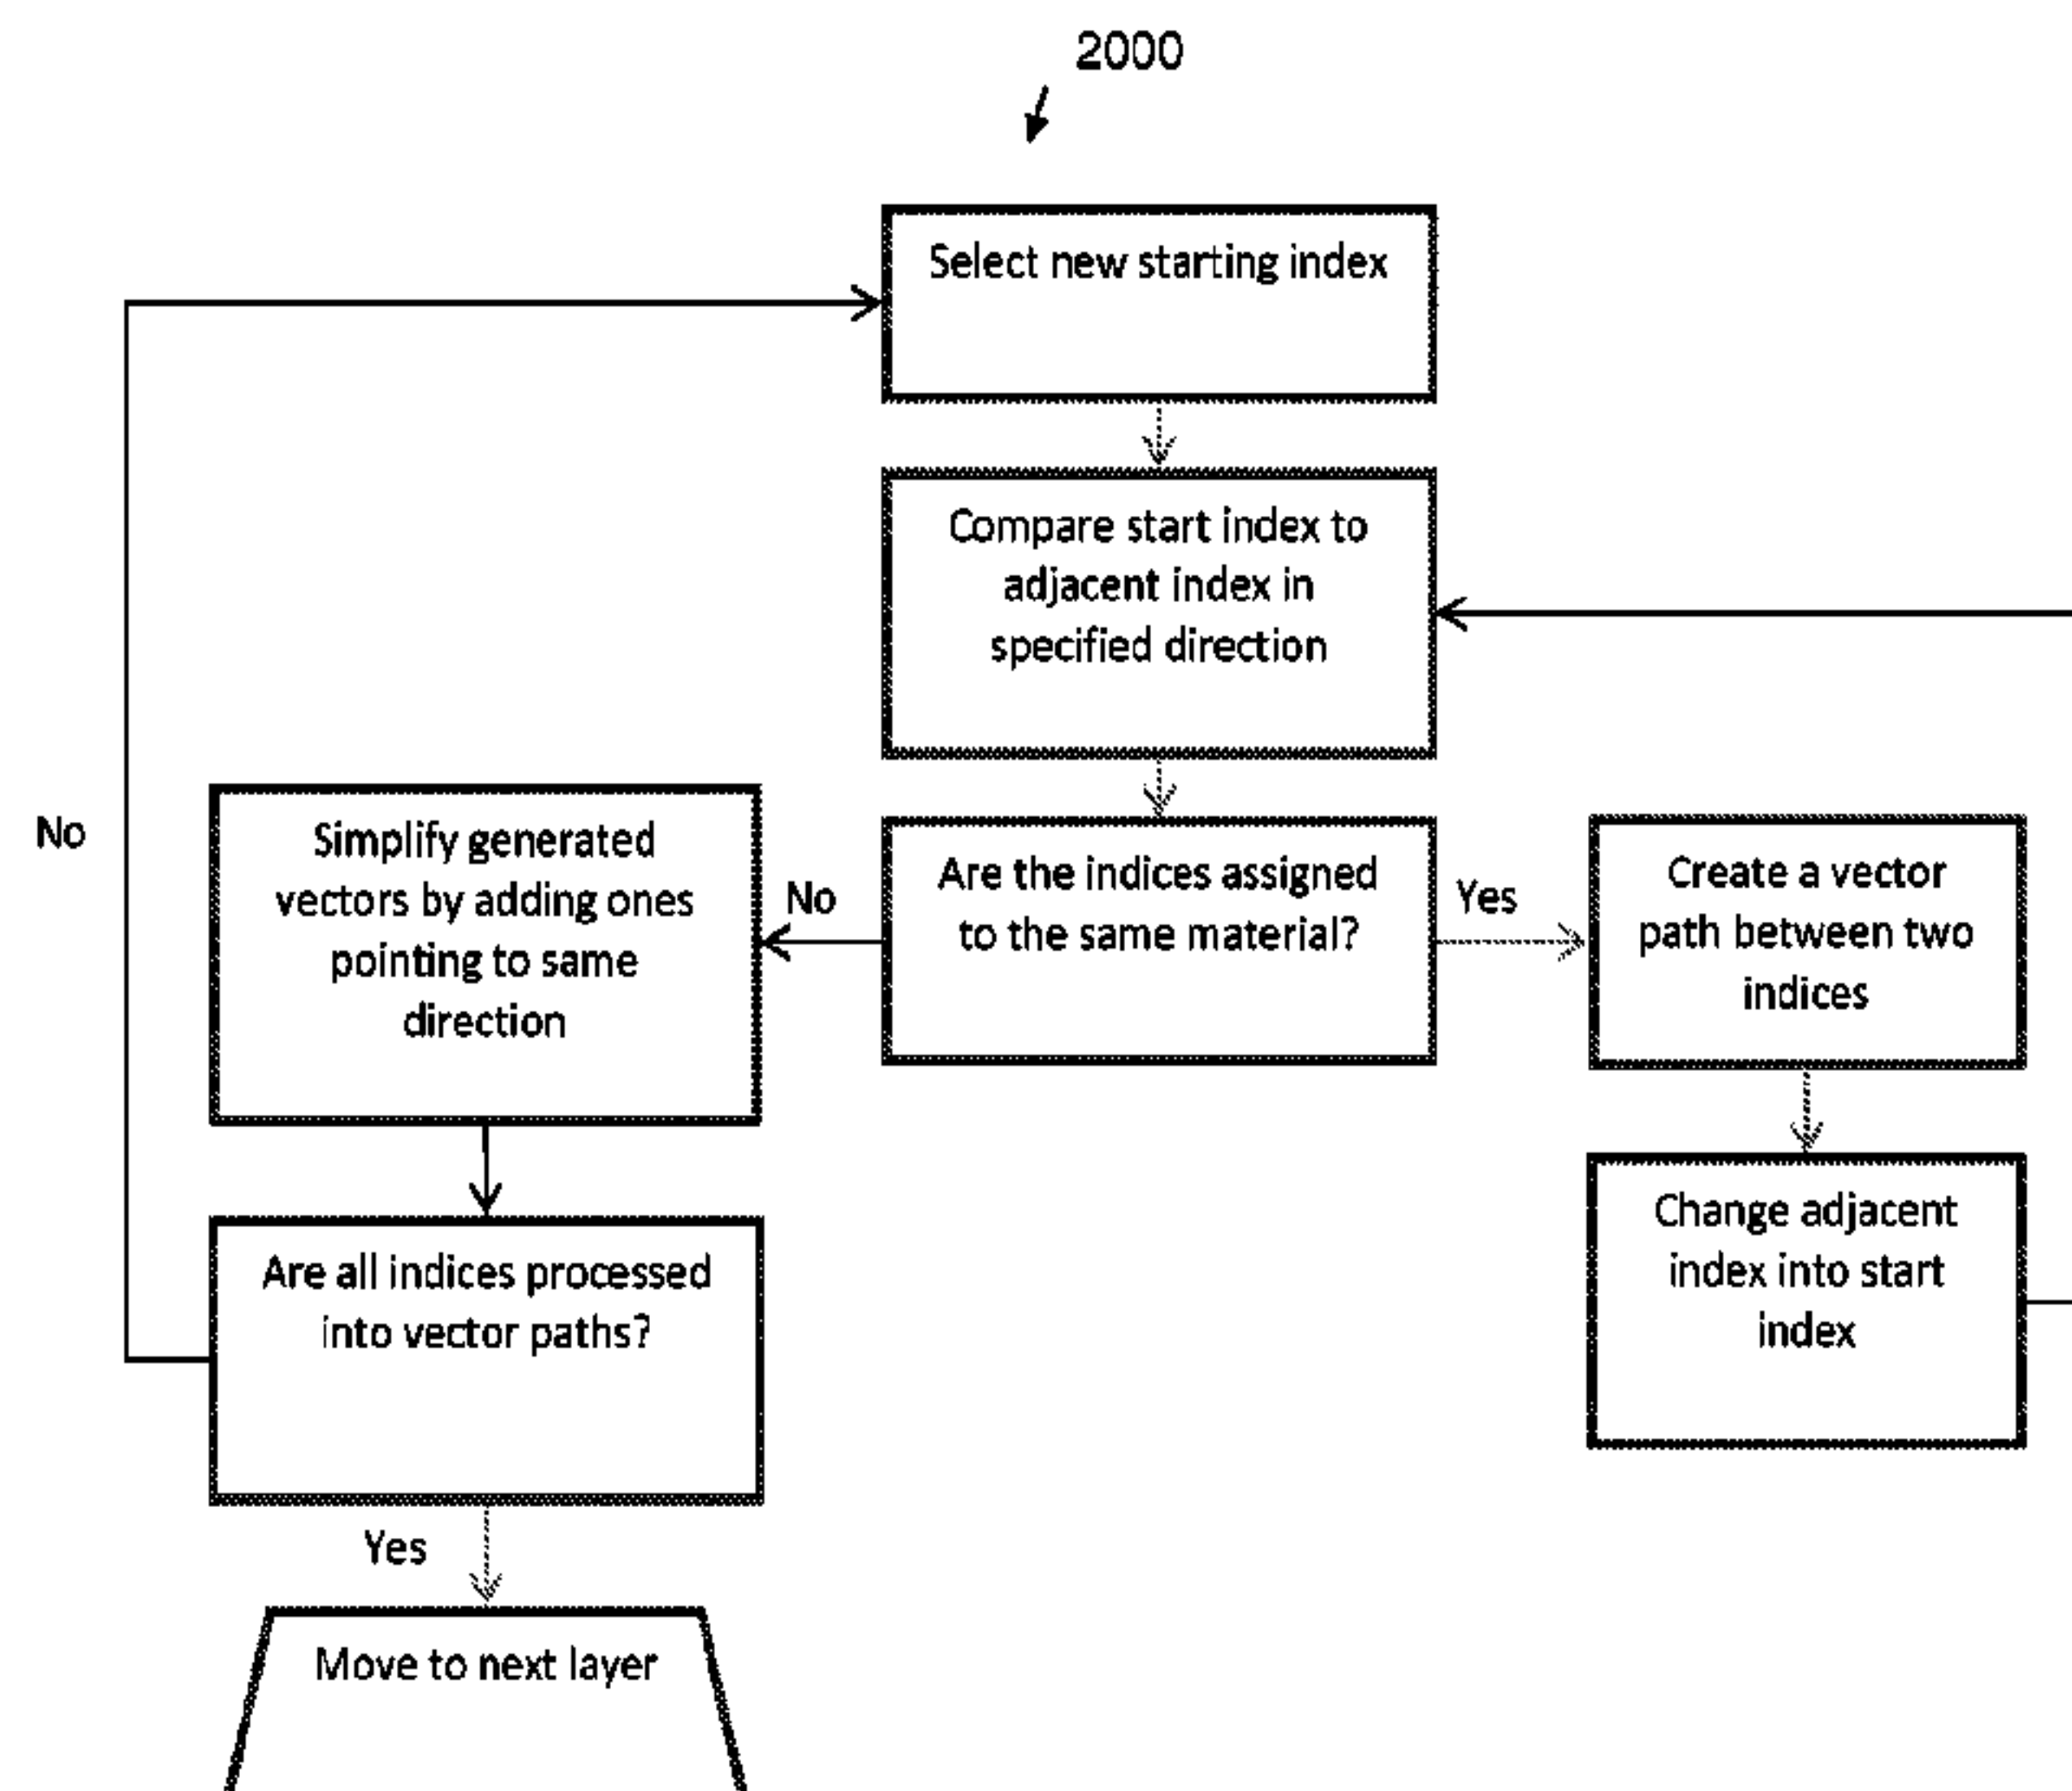 2000
Select new starting index
Compare start index to
adjacent index in
specified direction
No
Simplify generated
vectors by adding ones
pointing to same
direction
No
Are the indices assigned
to the same material?
Yes
Create a vector
path between two
indices
Are all indices processed
into vector paths?
Change adjacent
index into start
index
Yes
Move to next layer